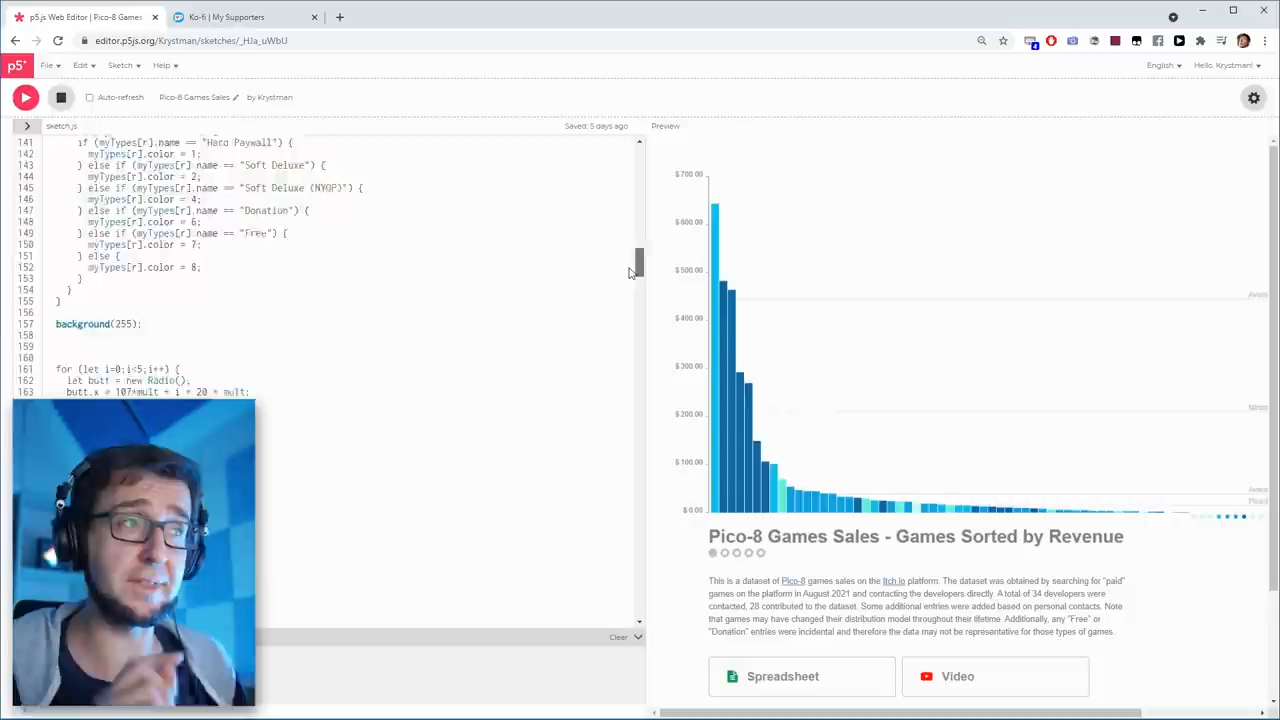 p5.js Web Editor | Pico-8 Games
Ko-fi | My Supporters
editor.p5js.org/Krystman/sketches/_HJa_uWbU
4
p5*
File
Edit
Sketch
Help
English
Hello, Krystman!
Auto-refresh
Pico-8 Games Sales
by Krystman
sketch.js
Saved: 5 days ago
Preview
141 if (myTypes[r].name == "Hard Paywall") {
142 myTypes[r].color = 1;
143 } else if (myTypes[r].name == "Soft Deluxe") {
144 myTypes[r].color = 2;
145 } else if (myTypes[r].name == "Soft Deluxe (NYOP)") {
146 myTypes[r].color = 4;
147 } else if (myTypes[r].name == "Donation") {
148 myTypes[r].color = 6;
149 } else if (myTypes[r].name == "Free") {
150 myTypes[r].color = 7;
151 } else {
152 myTypes[r].color = 8;
153 }
154 }
155 }
156
157 background(255);
158
159
160
161 for (let i=0;i<5;i++) {
162 let butt = new Radio();
163 butt.x = 107*mult + i * 20 * mult;
Clear
$ 700.00
$ 600.00
$ 500.00
$ 400.00
$ 300.00
$ 200.00
$ 100.00
$ 0.00
Pico-8 Games Sales - Games Sorted by Revenue
This is a dataset of Pico-8 games sales on the Itch.io platform. The dataset was obtained by searching for "paid"
games on the platform in August 2021 and contacting the developers directly. A total of 34 developers were
contacted, 28 contributed to the dataset. Some additional entries were added based on personal contacts. Note
that games may have changed their distribution model throughout their lifetime. Additionally, any "Free" or
"Donation" entries were incidental and therefore the data may not be representative for those types of games.
Spreadsheet
Video